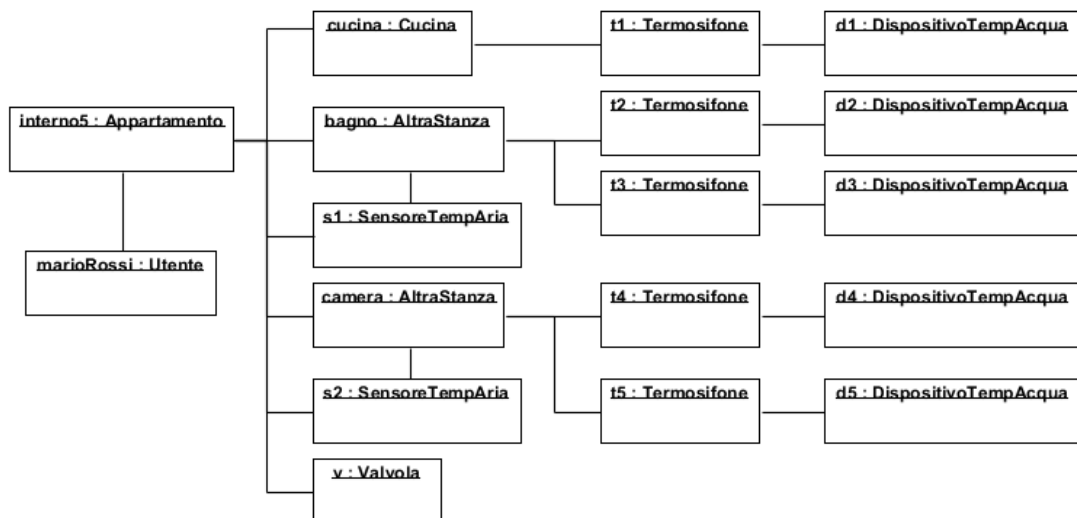 cucina : Cucina
t1 : Termosifone
d1 : DispositivoTempAcqua
interno5 : Appartamento
bagno : AltraStanza
t2 : Termosifone
d2 : DispositivoTempAcqua
t3 : Termosifone
d3 : DispositivoTempAcqua
s1 : SensoreTempAria
marioRossi : Utente
camera : AltraStanza
t4 : Termosifone
d4 : DispositivoTempAcqua
s2 : SensoreTempAria
t5 : Termosifone
d5 : DispositivoTempAcqua
v : Valvola